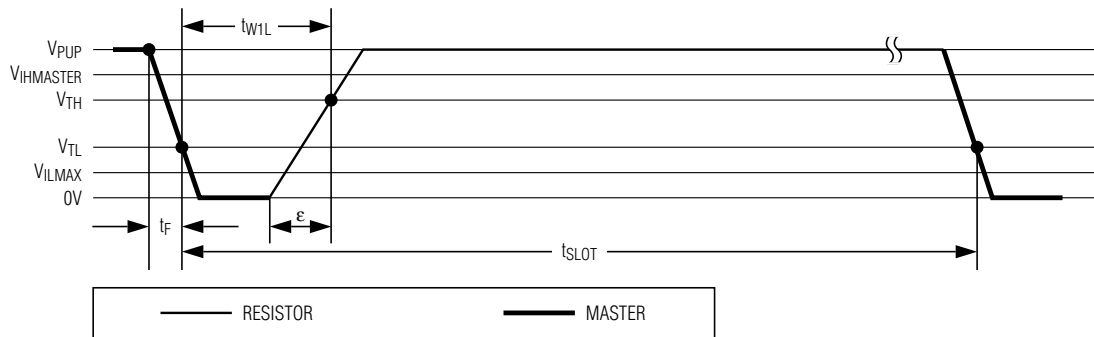 tW1L
VPUP
VIHMASTER
VTH
VTL
VILMAX
0V
tF
ε
tSLOT
RESISTOR MASTER